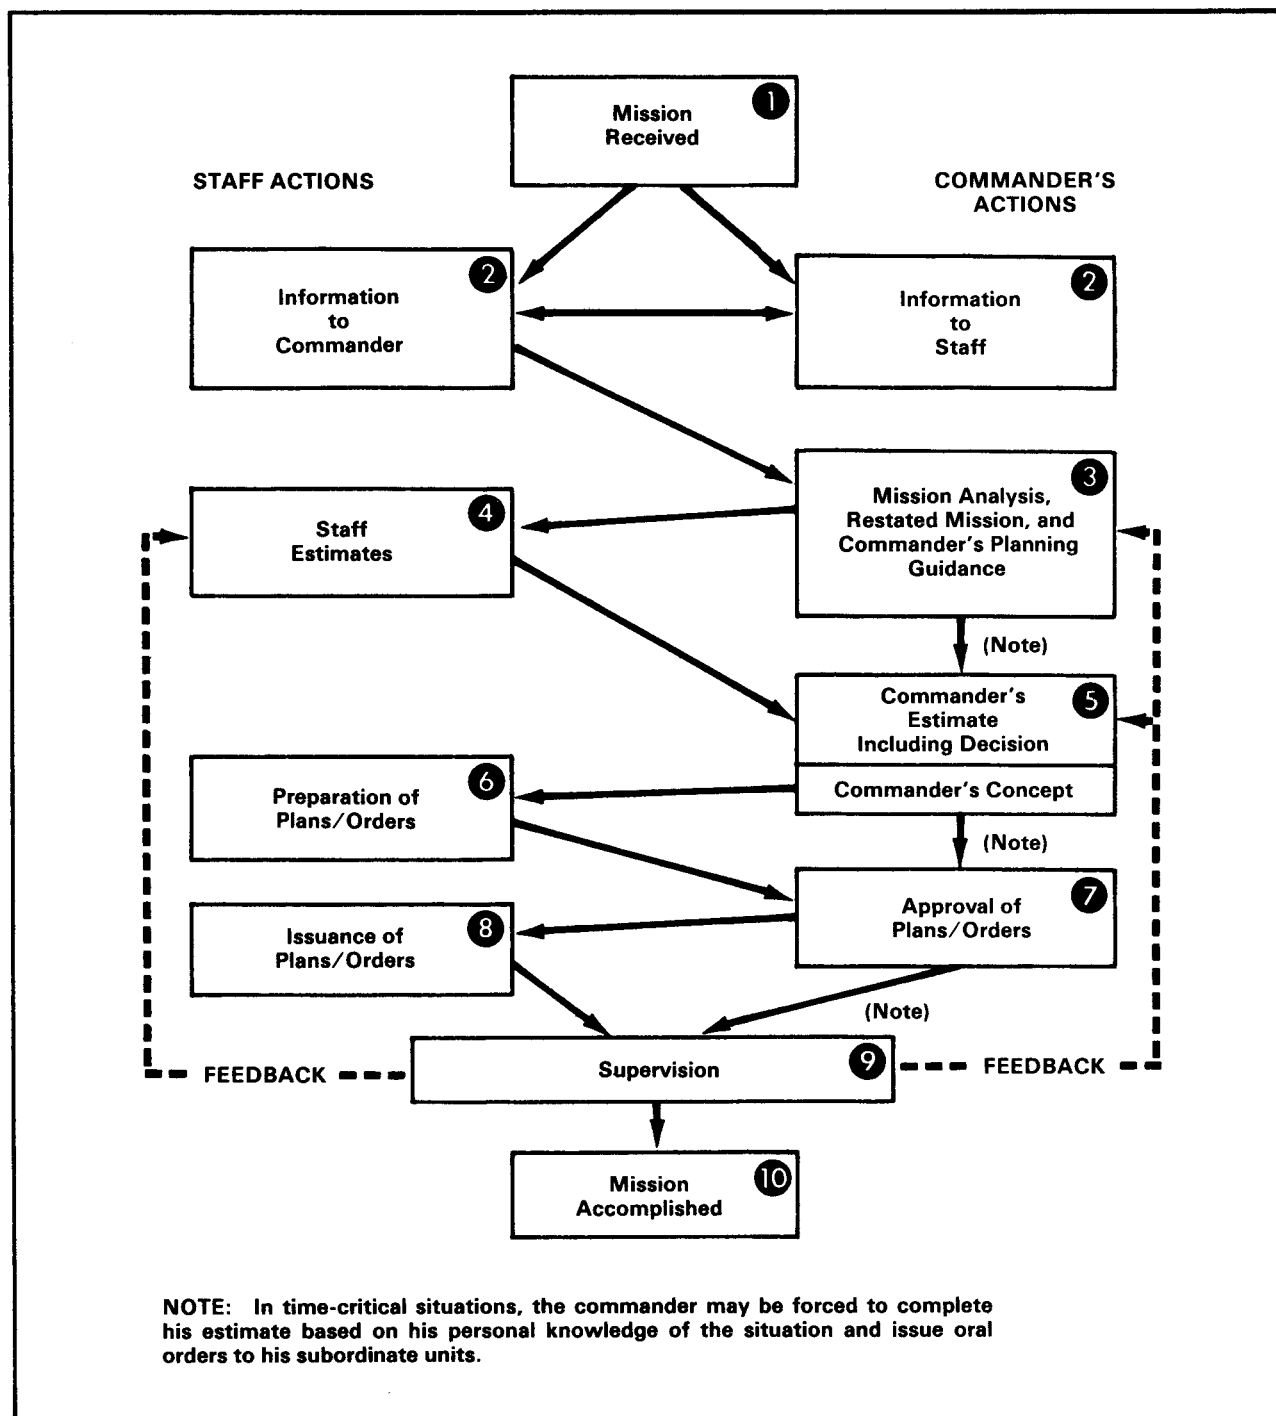 1
Mission
Received
STAFF ACTIONS
COMMANDER'S
ACTIONS
2
Information
to
Commander
2
Information
to
Staff
3
Mission Analysis,
Restated Mission, and
Commander's Planning
Guidance
4
Staff
Estimates
(Note)
5
Commander's
Estimate
Including Decision
Commander's Concept
6
Preparation of
Plans/Orders
(Note)
7
Approval of
Plans/Orders
8
Issuance of
Plans/Orders
(Note)
9
Supervision
FEEDBACK
FEEDBACK
10
Mission
Accomplished
NOTE: In time-critical situations, the commander may be forced to complete
his estimate based on his personal knowledge of the situation and issue oral
orders to his subordinate units.